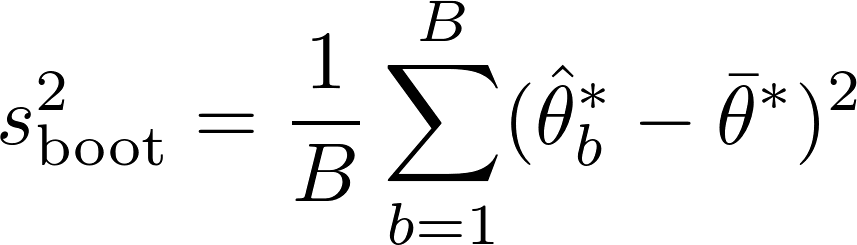 $s^2_{\text{boot}} = \frac{1}{B} \sum_{b=1}^{B} (\hat{\theta}^*_b - \bar{\theta}^*)^2$